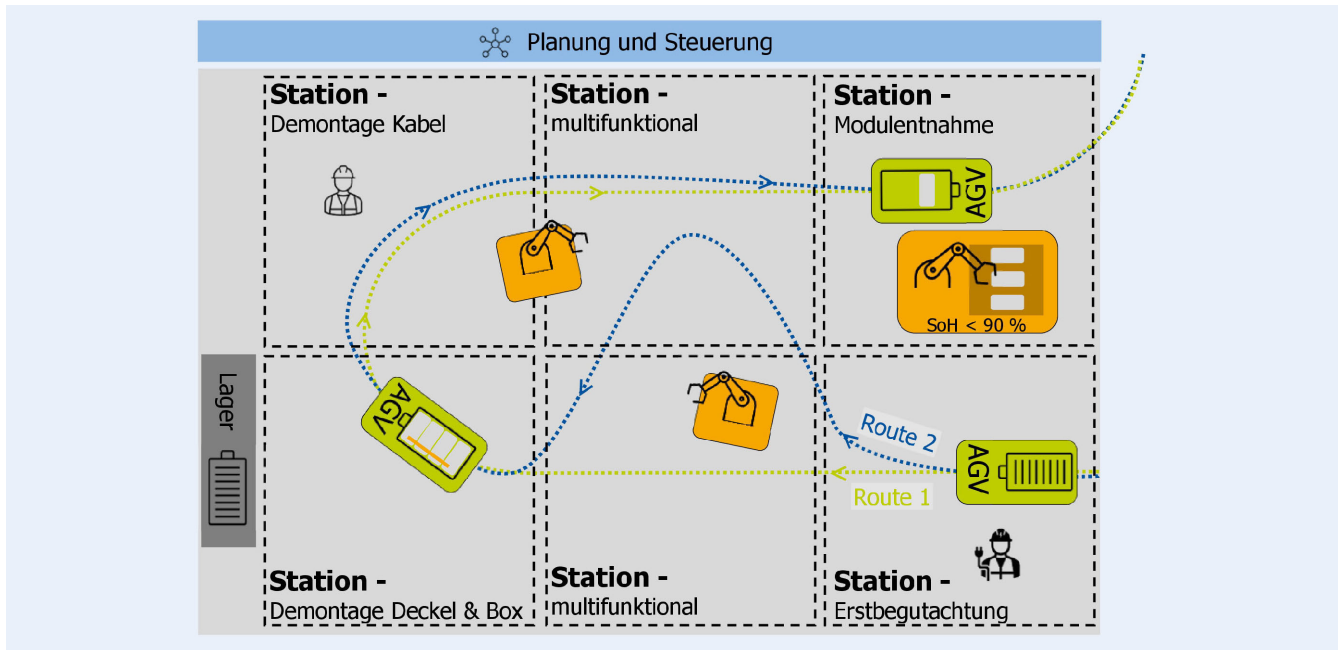 Planung und Steuerung
Station -
Demontage Kabel
Station -
multifunktional
Station -
Modulentnahme
AGV
SoH < 90 %
Lager
AGV
Route 2
Route 1
AGV
Station -
Demontage Deckel & Box
Station -
multifunktional
Station -
Erstbegutachtung